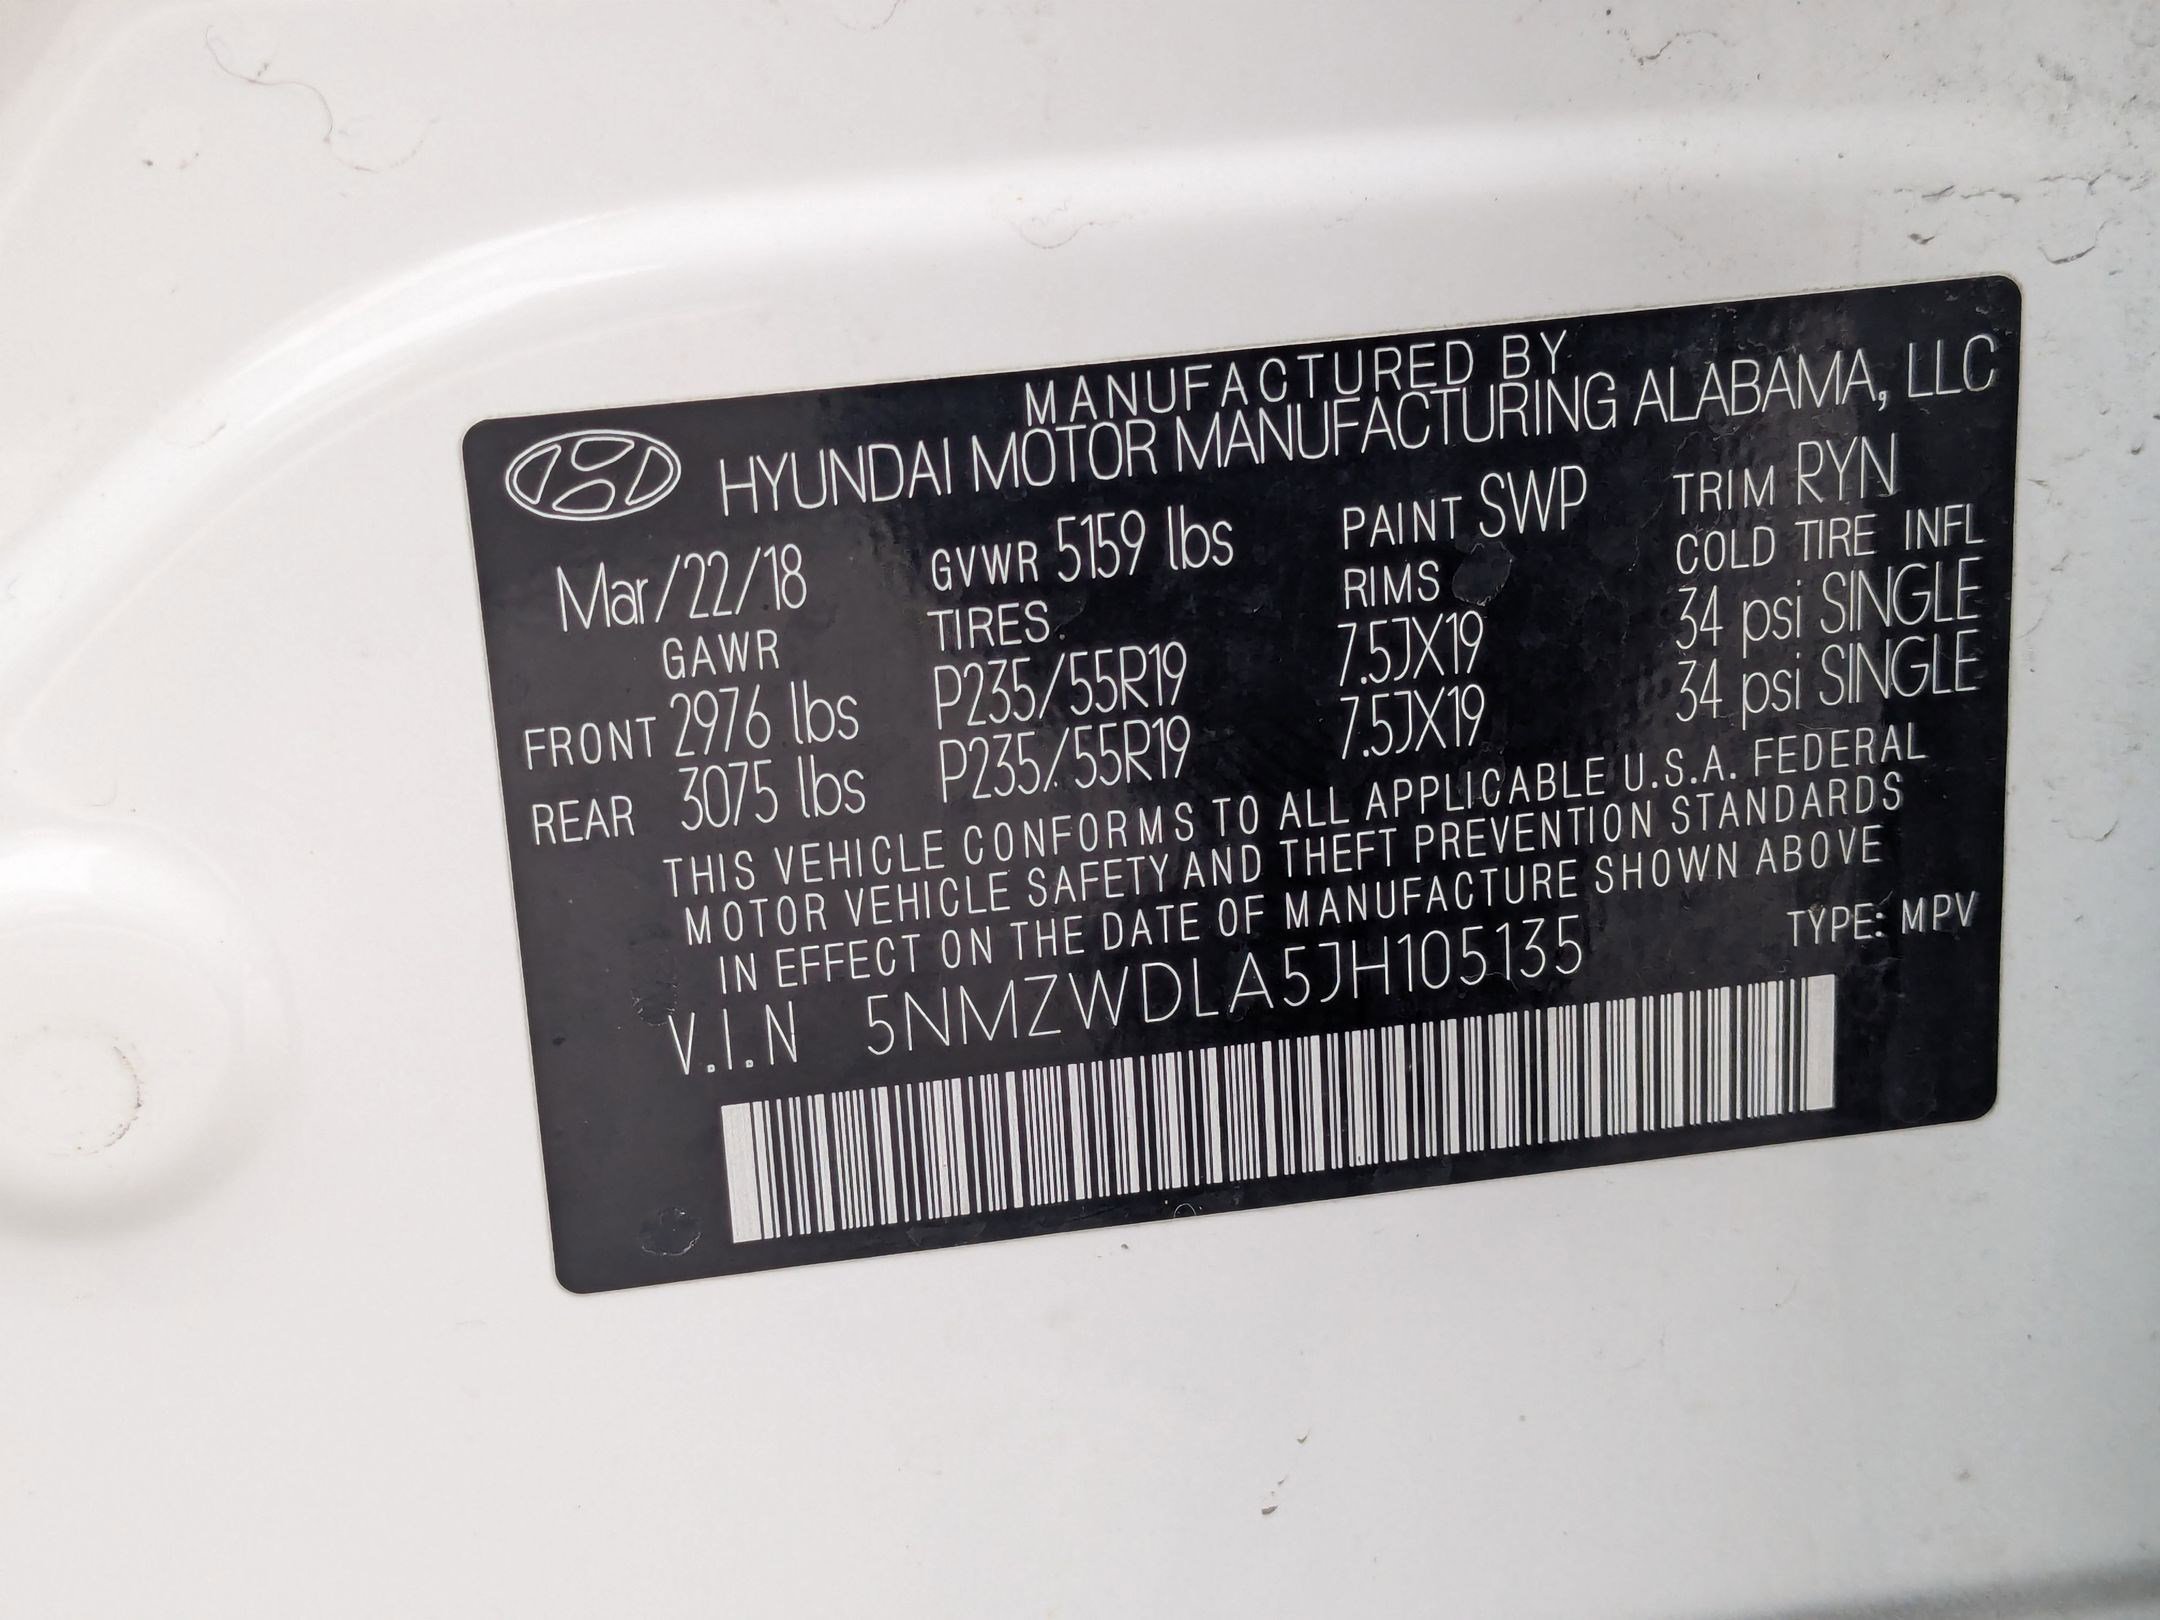 MANUFACTURED BY
HYUNDAI MOTOR MANUFACTURING ALABAMA, LLC
Mar/22/18 GVWR 5159 lbs PAINT SWP TRIM RYN
GAWR TIRES RIMS COLD TIRE INFL
FRONT 2976 lbs P235/55R19 7.5JX19 34 psi SINGLE
REAR 3075 lbs P235/55R19 7.5JX19 34 psi SINGLE
THIS VEHICLE CONFORMS TO ALL APPLICABLE U.S.A. FEDERAL
MOTOR VEHICLE SAFETY AND THEFT PREVENTION STANDARDS
IN EFFECT ON THE DATE OF MANUFACTURE SHOWN ABOVE
V.I.N 5NMZWDLA5JH105135 TYPE: MPV